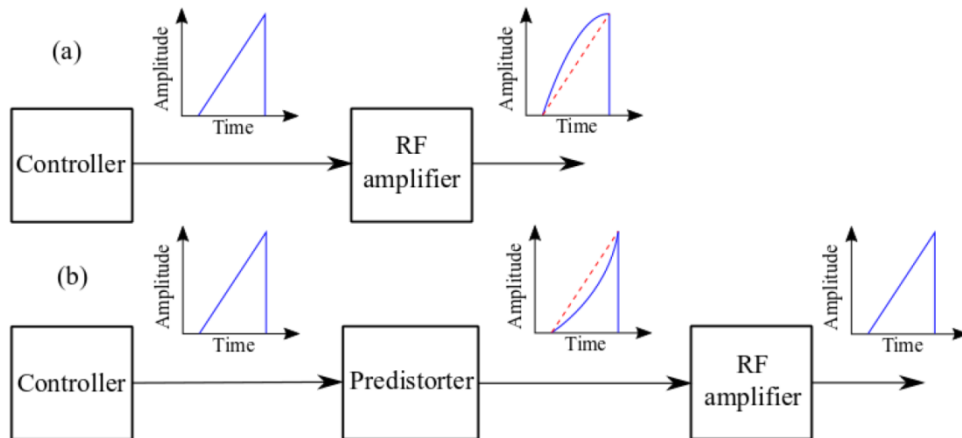 (a)
Amplitude
Time
Amplitude
Time
Controller
RF
amplifier
(b)
Amplitude
Time
Amplitude
Time
Amplitude
Time
Controller
Predistorter
RF
amplifier